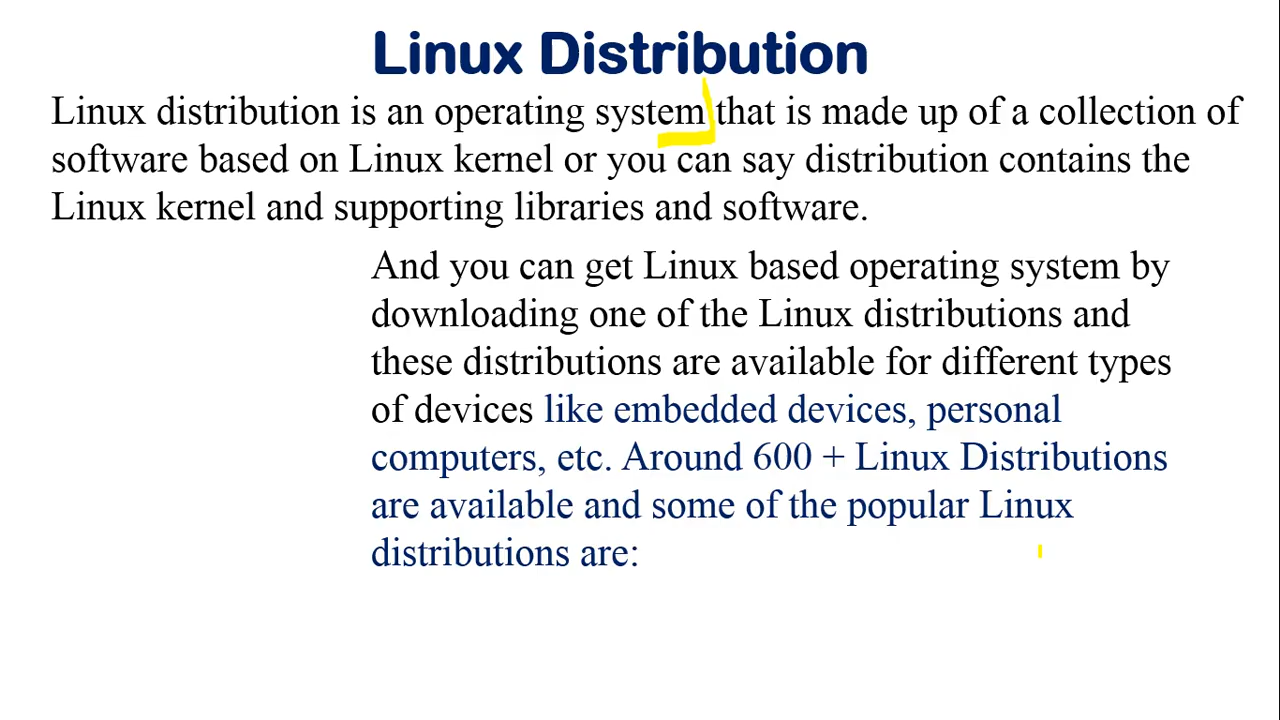 Linux Distribution
Linux distribution is an operating system that is made up of a collection of
software based on Linux kernel or you can say distribution contains the
Linux kernel and supporting libraries and software.
And you can get Linux based operating system by
downloading one of the Linux distributions and
these distributions are available for different types
of devices like embedded devices, personal
computers, etc. Around 600 + Linux Distributions
are available and some of the popular Linux
distributions are: